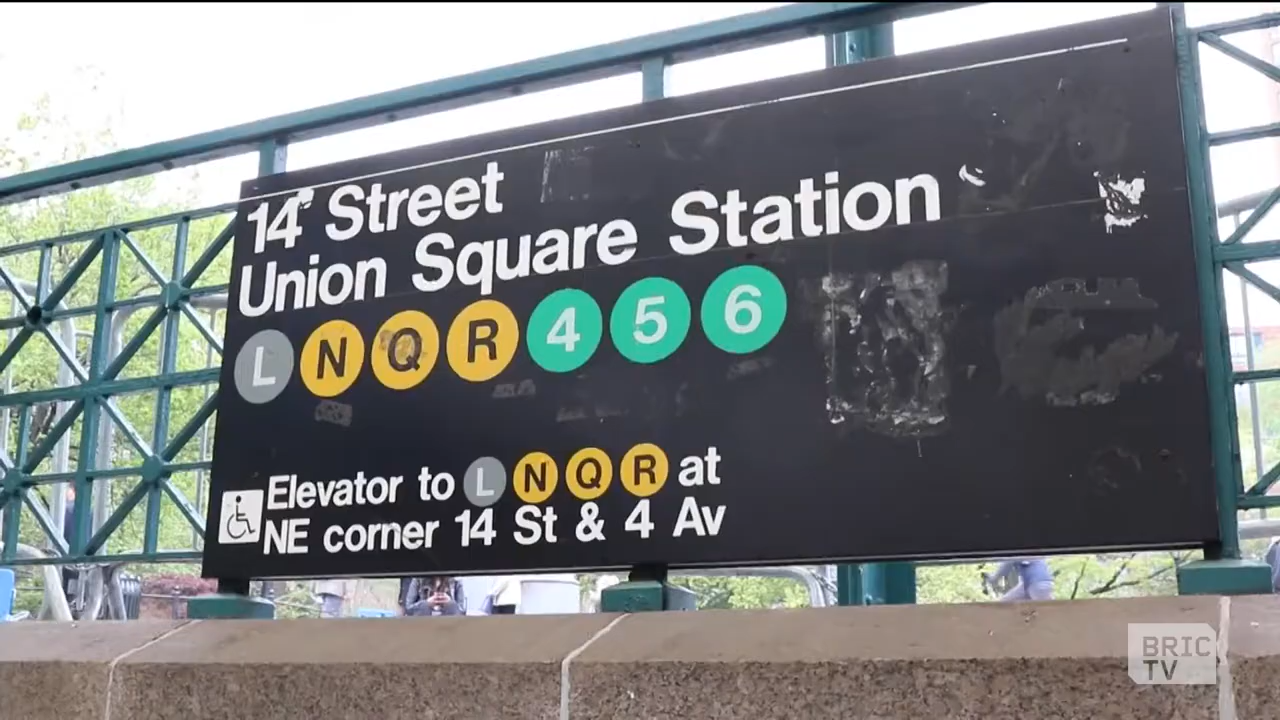 14 Street
Union Square Station
L N Q R 4 5 6
Elevator to L N Q R at
NE corner 14 St & 4 Av
BRIC
TV